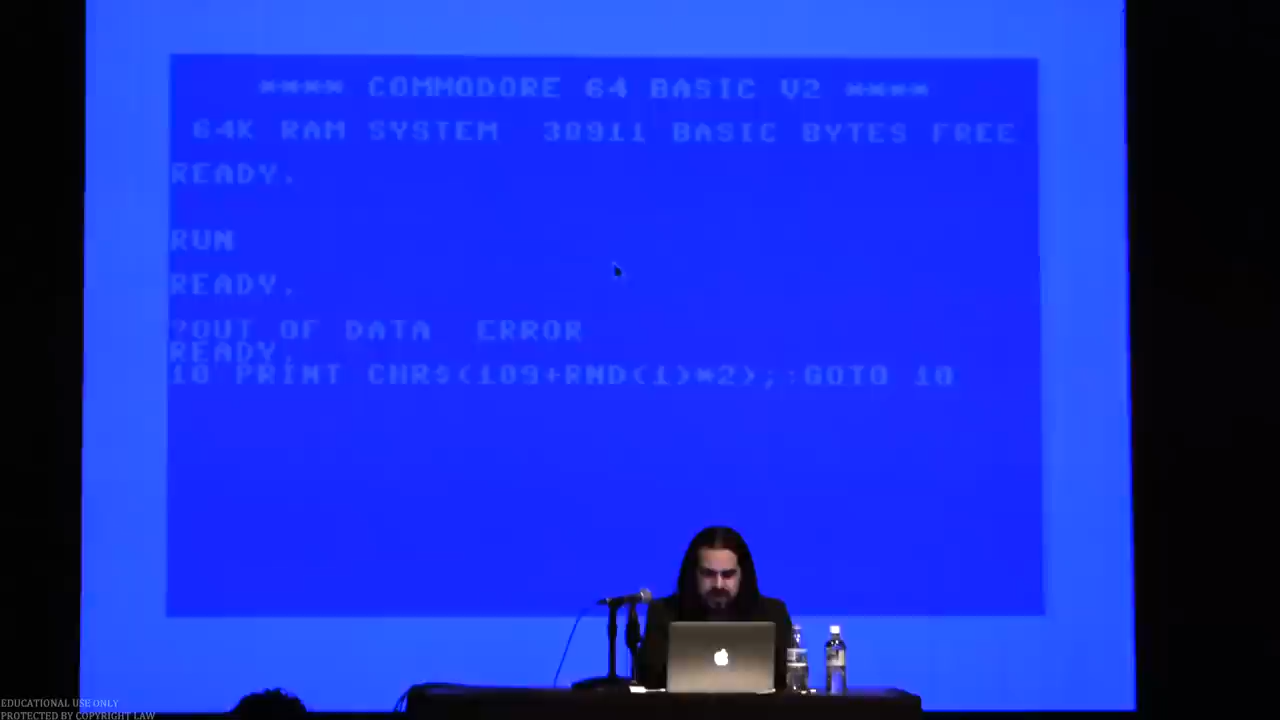 **** COMMODORE 64 BASIC V2 ****
64K RAM SYSTEM 38911 BASIC BYTES FREE
READY.
RUN
READY.
?OUT OF DATA ERROR
READY.
10 PRINT CHR$(109+RND(1)*2);:GOTO 10
EDUCATIONAL USE ONLY
PROTECTED BY COPYRIGHT LAW